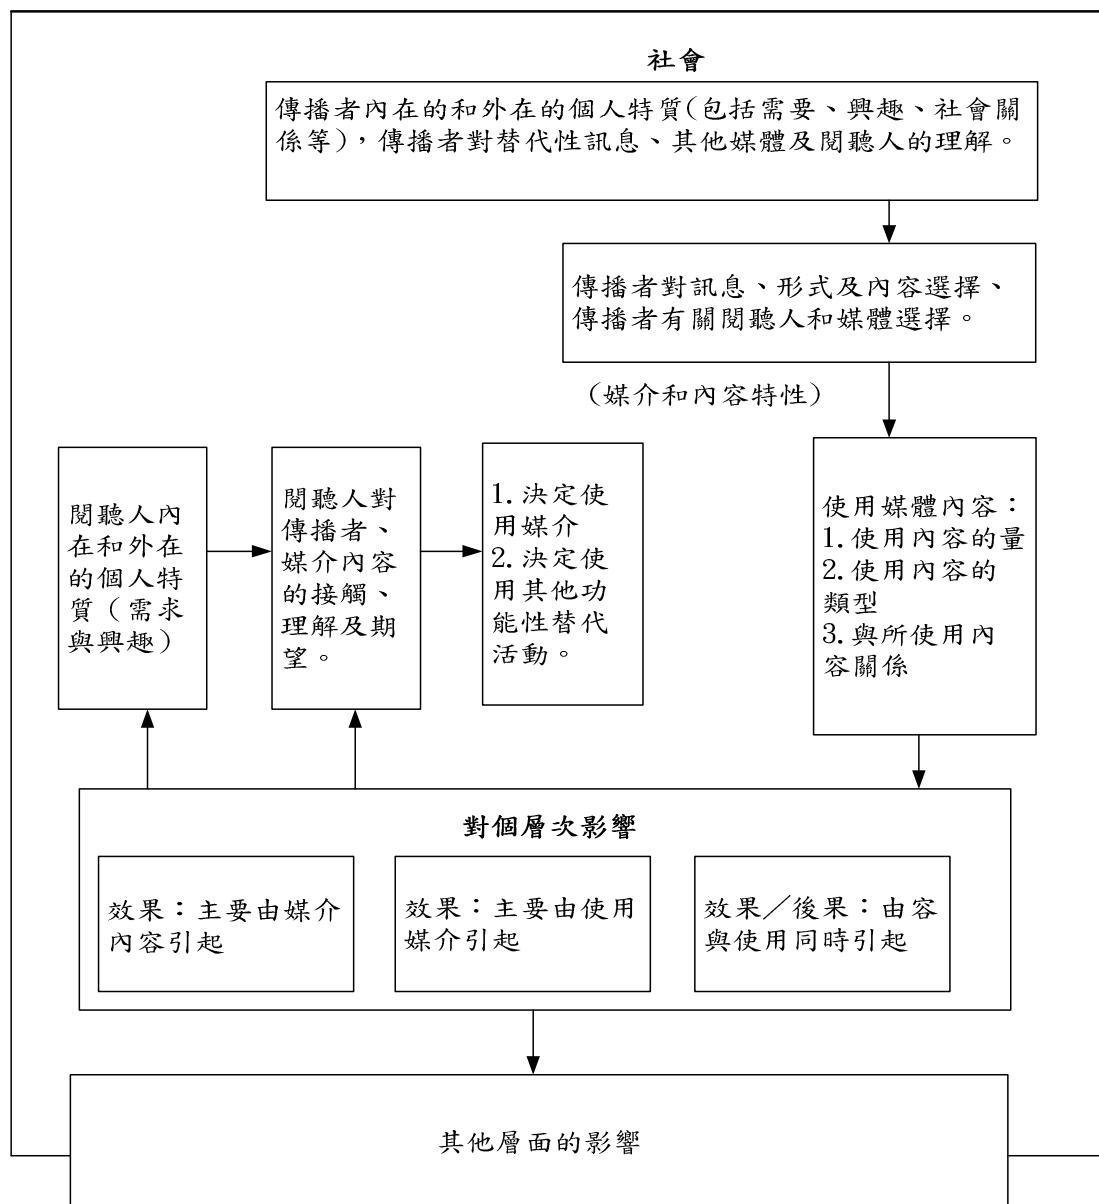 社會
傳播者內在的和外在的個人特質(包括需要、興趣、社會關
係等)，傳播者對替代性訊息、其他媒體及閱聽人的理解。
傳播者對訊息、形式及內容選擇、
傳播者有關閱聽人和媒體選擇。
（媒介和內容特性）
閱聽人內
在和外在
的個人特
質（需求
與興趣）
閱聽人對
傳播者、
媒介內容
的接觸、
理解及期
望。
1.決定使
用媒介
2.決定使
用其他功
能性替代
活動。
使用媒體內容：
1.使用內容的量
2.使用內容的
類型
3.與所使用內
容關係
對個層次影響
效果：主要由媒介
內容引起
效果：主要由使用
媒介引起
效果／後果：由容
與使用同時引起
其他層面的影響